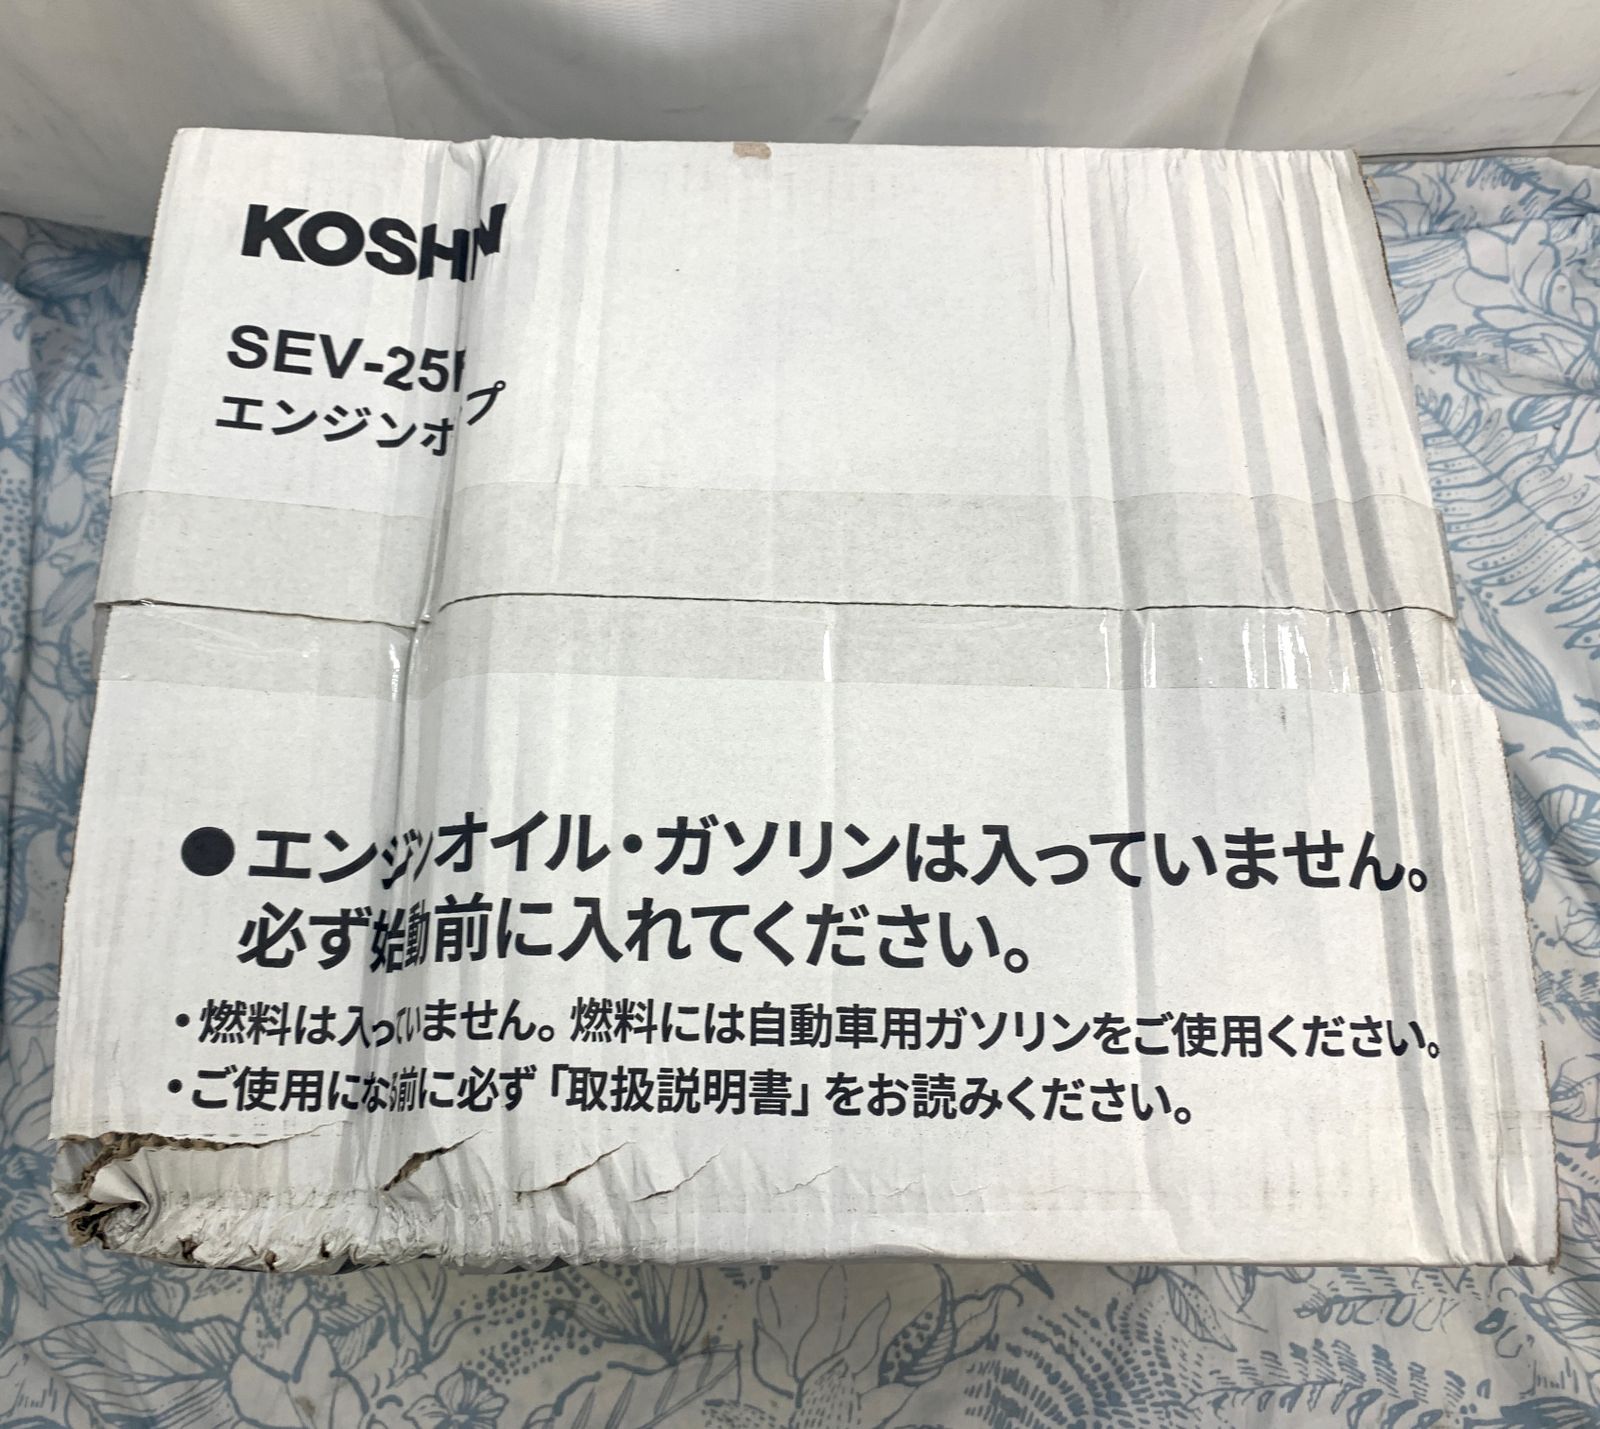 KOSHIN
SEV-25
エンジンポンプ
●エンジンオイル・ガソリンは入っていません。
必ず始動前に入れてください。
・燃料は入っていません。燃料には自動車用ガソリンをご使用ください。
・ご使用になる前に必ず「取扱説明書」をお読みください。